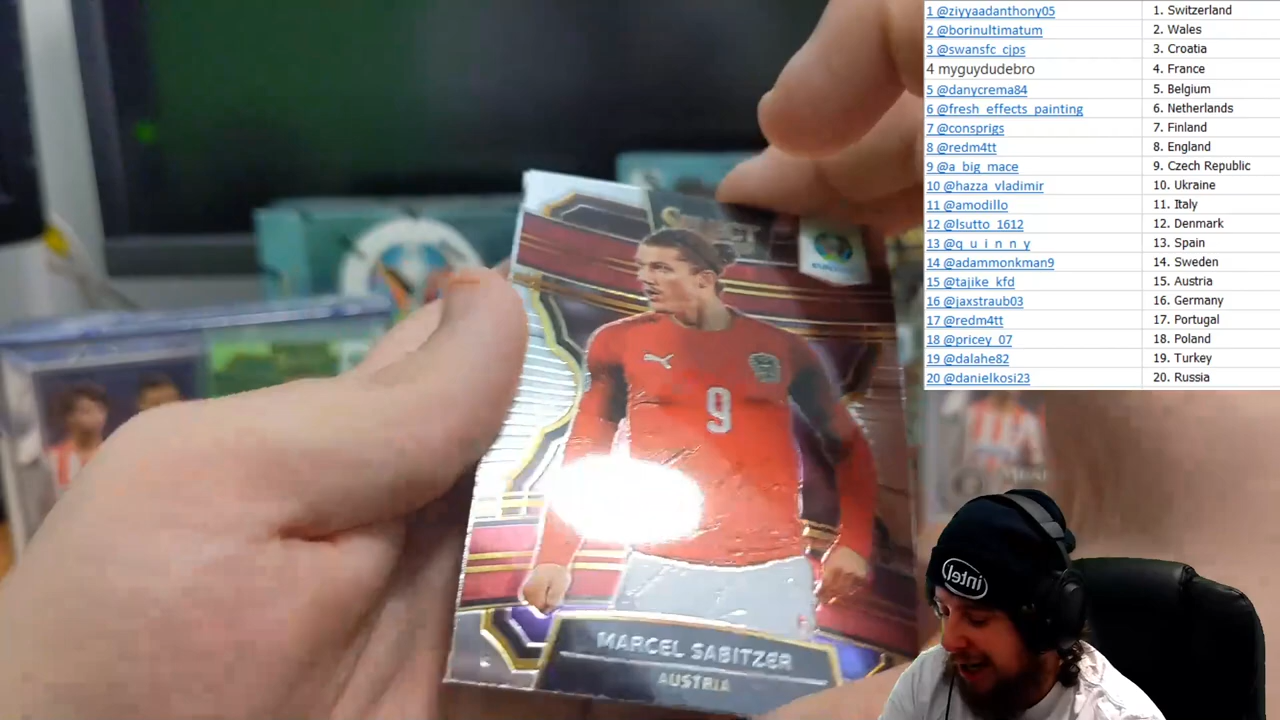 1 @ziyyaadanthony05 1. Switzerland
2 @borinultimatum 2. Wales
3 @swansfc_cjps 3. Croatia
4 myguydudebro 4. France
5 @danycrema84 5. Belgium
6 @fresh_effects_painting 6. Netherlands
7 @consprigs 7. Finland
8 @redm4tt 8. England
9 @a_big_mace 9. Czech Republic
10 @hazza_vladimir 10. Ukraine
11 @amodillo 11. Italy
12 @lsutto_1612 12. Denmark
13 @q_u_i_n_n_y 13. Spain
14 @adammonkman9 14. Sweden
15 @tajike_kfd 15. Austria
16 @jaxstraub03 16. Germany
17 @redm4tt 17. Portugal
18 @pricey_07 18. Poland
19 @dalahe82 19. Turkey
20 @danielkosi23 20. Russia
SELECT
9
MARCEL SABITZER
AUSTRIA
intel